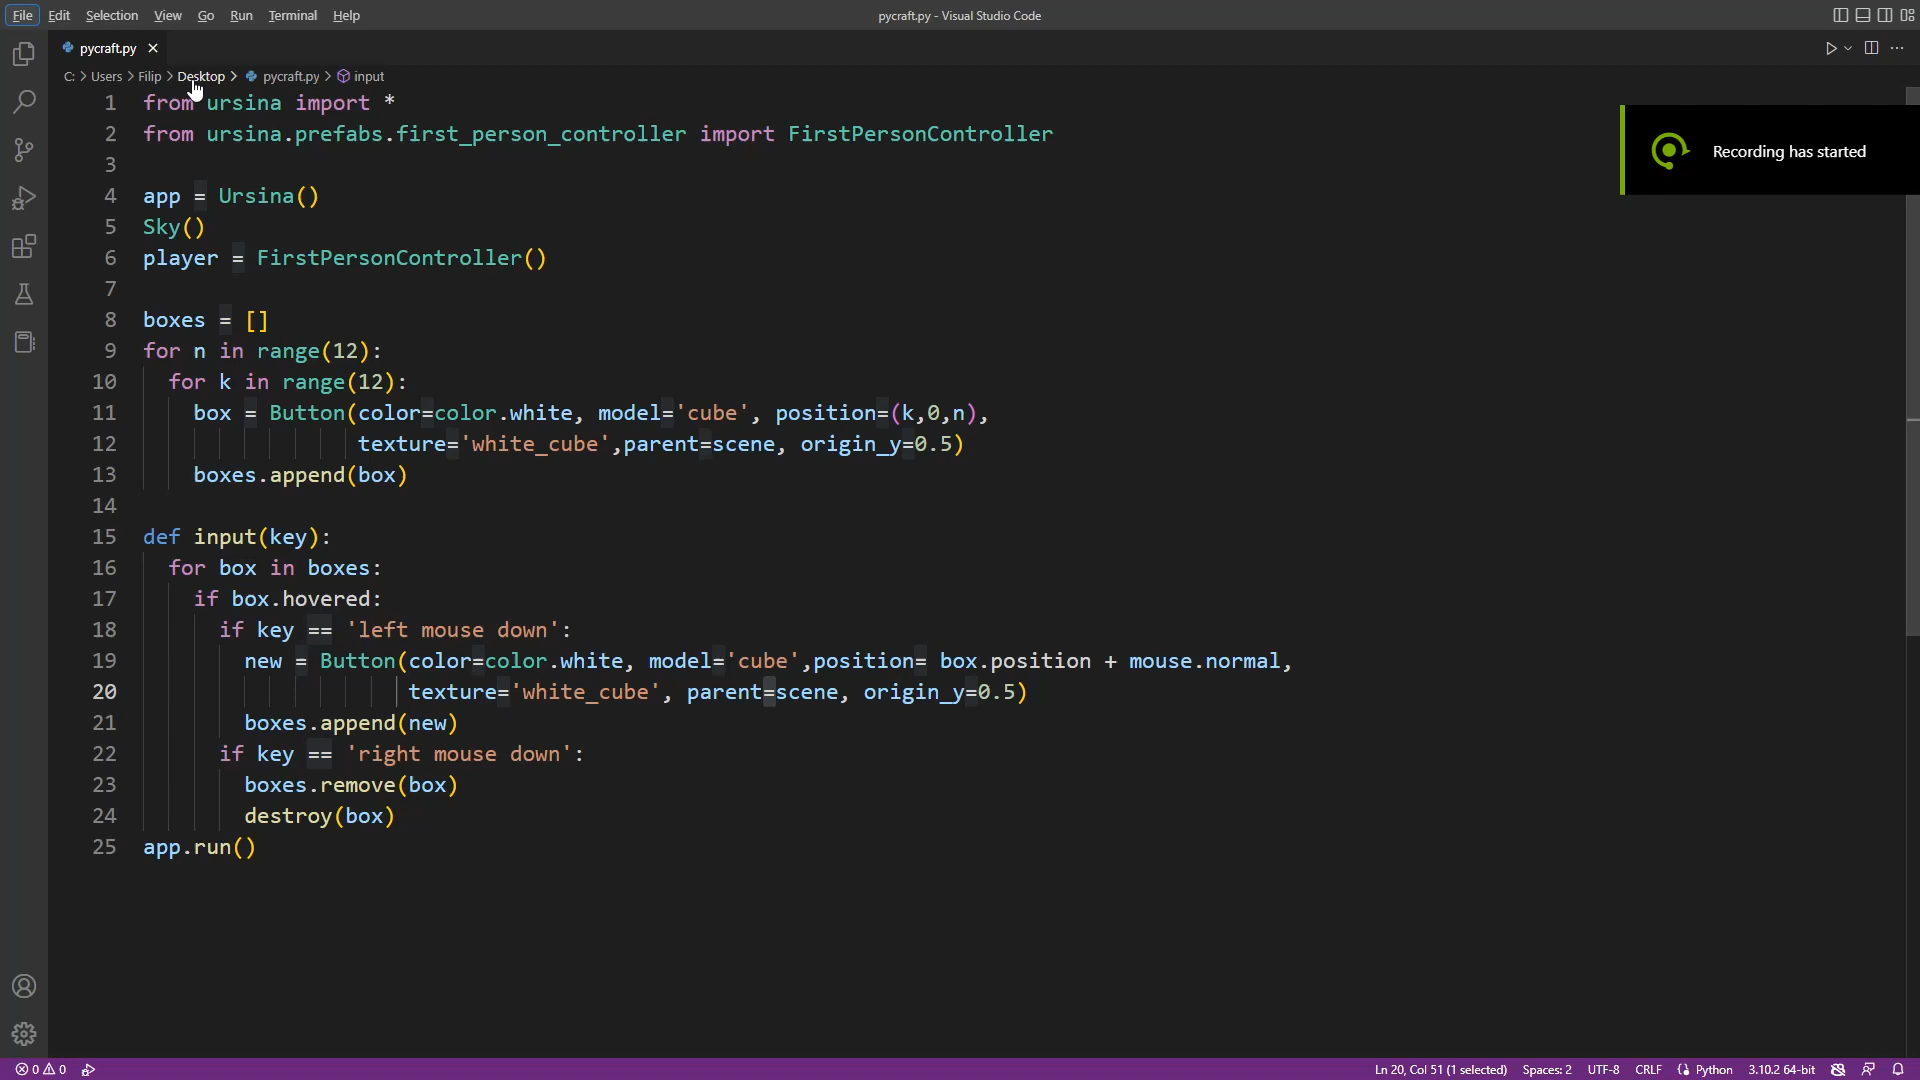 File Edit Selection View Go Run Terminal Help
pycraft.py - Visual Studio Code
pycraft.py
C: > Users > Filip > Desktop > pycraft.py > input
Recording has started
1 from ursina import *
2 from ursina.prefabs.first_person_controller import FirstPersonController
3
4 app = Ursina()
5 Sky()
6 player = FirstPersonController()
7
8 boxes = []
9 for n in range(12):
10 for k in range(12):
11 box = Button(color=color.white, model='cube', position=(k,0,n),
12 texture='white_cube',parent=scene, origin_y=0.5)
13 boxes.append(box)
14
15 def input(key):
16 for box in boxes:
17 if box.hovered:
18 if key == 'left mouse down':
19 new = Button(color=color.white, model='cube',position= box.position + mouse.normal,
20 texture='white_cube', parent=scene, origin_y=0.5)
21 boxes.append(new)
22 if key == 'right mouse down':
23 boxes.remove(box)
24 destroy(box)
25 app.run()
0 0
Ln 20, Col 51 (1 selected) Spaces: 2 UTF-8 CRLF Python 3.10.2 64-bit